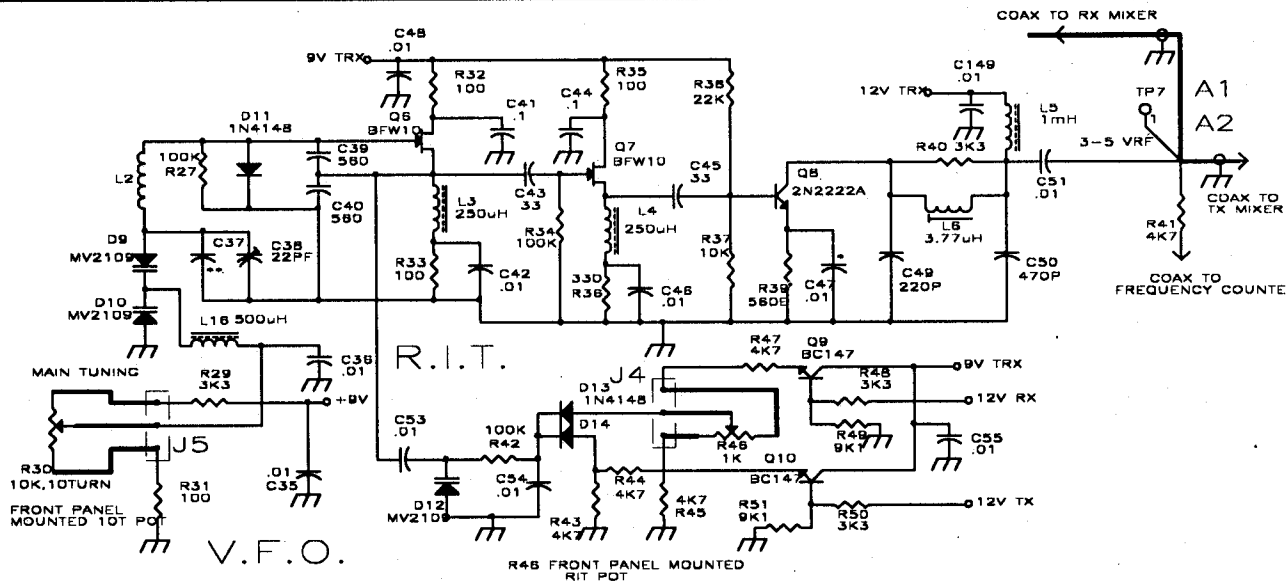 COAX TO RX MIXER
C48
.01
9V TRX
R32
100
R35
100
C149
.01
12V TRX
TP7
1
A1
A2
L5
1mH
3-5 VRF
D11
1N4148
Q6
BFW10
C41
.1
C44
.1
R38
22K
R40 3K3
Q7
BFW10
100K
R27
C39
560
L2
C45
33
Q8
2N2222A
C51
.01
COAX TO
TX MIXER
C43
33
C40
560
L3
250uH
L4
250uH
L6
3.77uH
R41
4K7
D9
MV2109
C37
**
C38
22PF
R34
100K
R37
10K
R33
100
C42
.01
330
R36
C46
.01
R39
560E
*
C47
.01
C49
220P
C50
470P
COAX TO
FREQUENCY COUNTE
D10
MV2109
L16 500uH
C36
.01
R.I.T.
R47
4K7
Q9
BC147
9V TRX
MAIN TUNING
R29
3K3
+9V
J4
D13
1N4148
D14
R48
3K3
12V RX
J5
C53
.01
100K
R42
R46
1K
R49
9K1
C55
.01
R30
10K,10TURN
.01
C35
Q10
BC147
R31
100
FRONT PANEL
MOUNTED 10T POT
D12
MV2109
C54
.01
R44
4K7
R43
4K7
4K7
R45
R51
9K1
R50
3K3
12V TX
V.F.O.
R46 FRONT PANEL MOUNTED
RIT POT